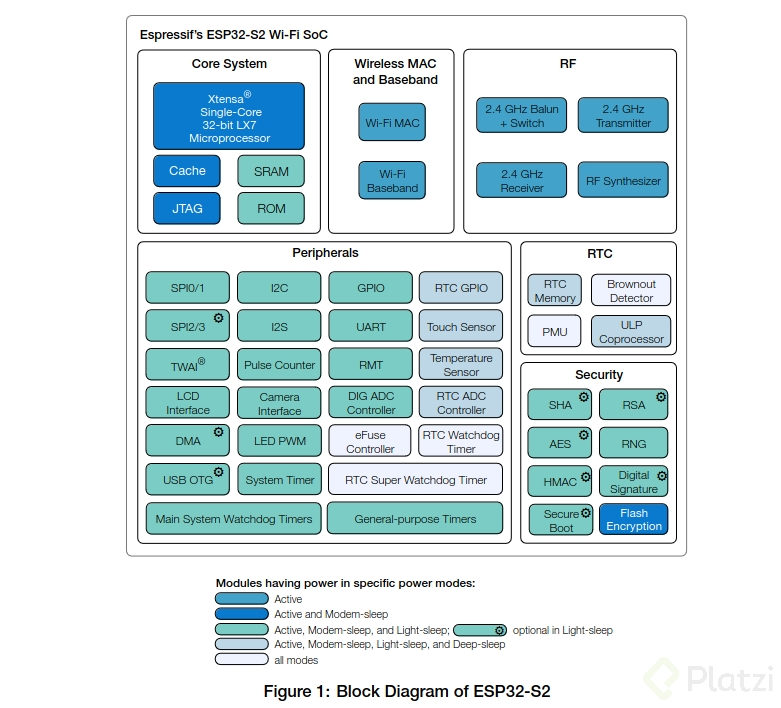 Espressif's ESP32-S2 Wi-Fi SoC
Core System
Xtensa®
Single-Core
32-bit LX7
Microprocessor
Cache
SRAM
JTAG
ROM
Wireless MAC
and Baseband
Wi-Fi MAC
Wi-Fi
Baseband
RF
2.4 GHz Balun
+ Switch
2.4 GHz
Transmitter
2.4 GHz
Receiver
RF Synthesizer
Peripherals
SPI0/1
I2C
GPIO
RTC GPIO
SPI2/3
I2S
UART
Touch Sensor
TWAI®
Pulse Counter
RMT
Temperature
Sensor
LCD
Interface
Camera
Interface
DIG ADC
Controller
RTC ADC
Controller
DMA
LED PWM
eFuse
Controller
RTC Watchdog
Timer
USB OTG
System Timer
RTC Super Watchdog Timer
Main System Watchdog Timers
General-purpose Timers
RTC
RTC
Memory
Brownout
Detector
PMU
ULP
Coprocessor
Security
SHA
RSA
AES
RNG
HMAC
Digital
Signature
Secure
Boot
Flash
Encryption
Modules having power in specific power modes:
Active
Active and Modem-sleep
Active, Modem-sleep, and Light-sleep; optional in Light-sleep
Active, Modem-sleep, Light-sleep, and Deep-sleep
all modes
Figure 1: Block Diagram of ESP32-S2
Platzi